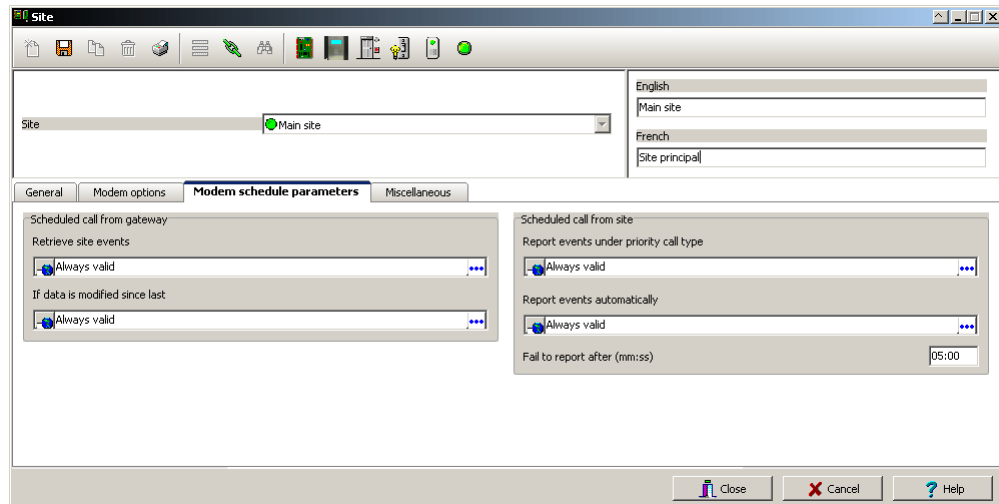 Site
English
Main site
Site
Main site
French
Site principal
General
Modem options
Modem schedule parameters
Miscellaneous
Scheduled call from gateway
Retrieve site events
Always valid
If data is modified since last
Always valid
Scheduled call from site
Report events under priority call type
Always valid
Report events automatically
Always valid
Fail to report after (mm:ss)
05:00
Close
Cancel
Help